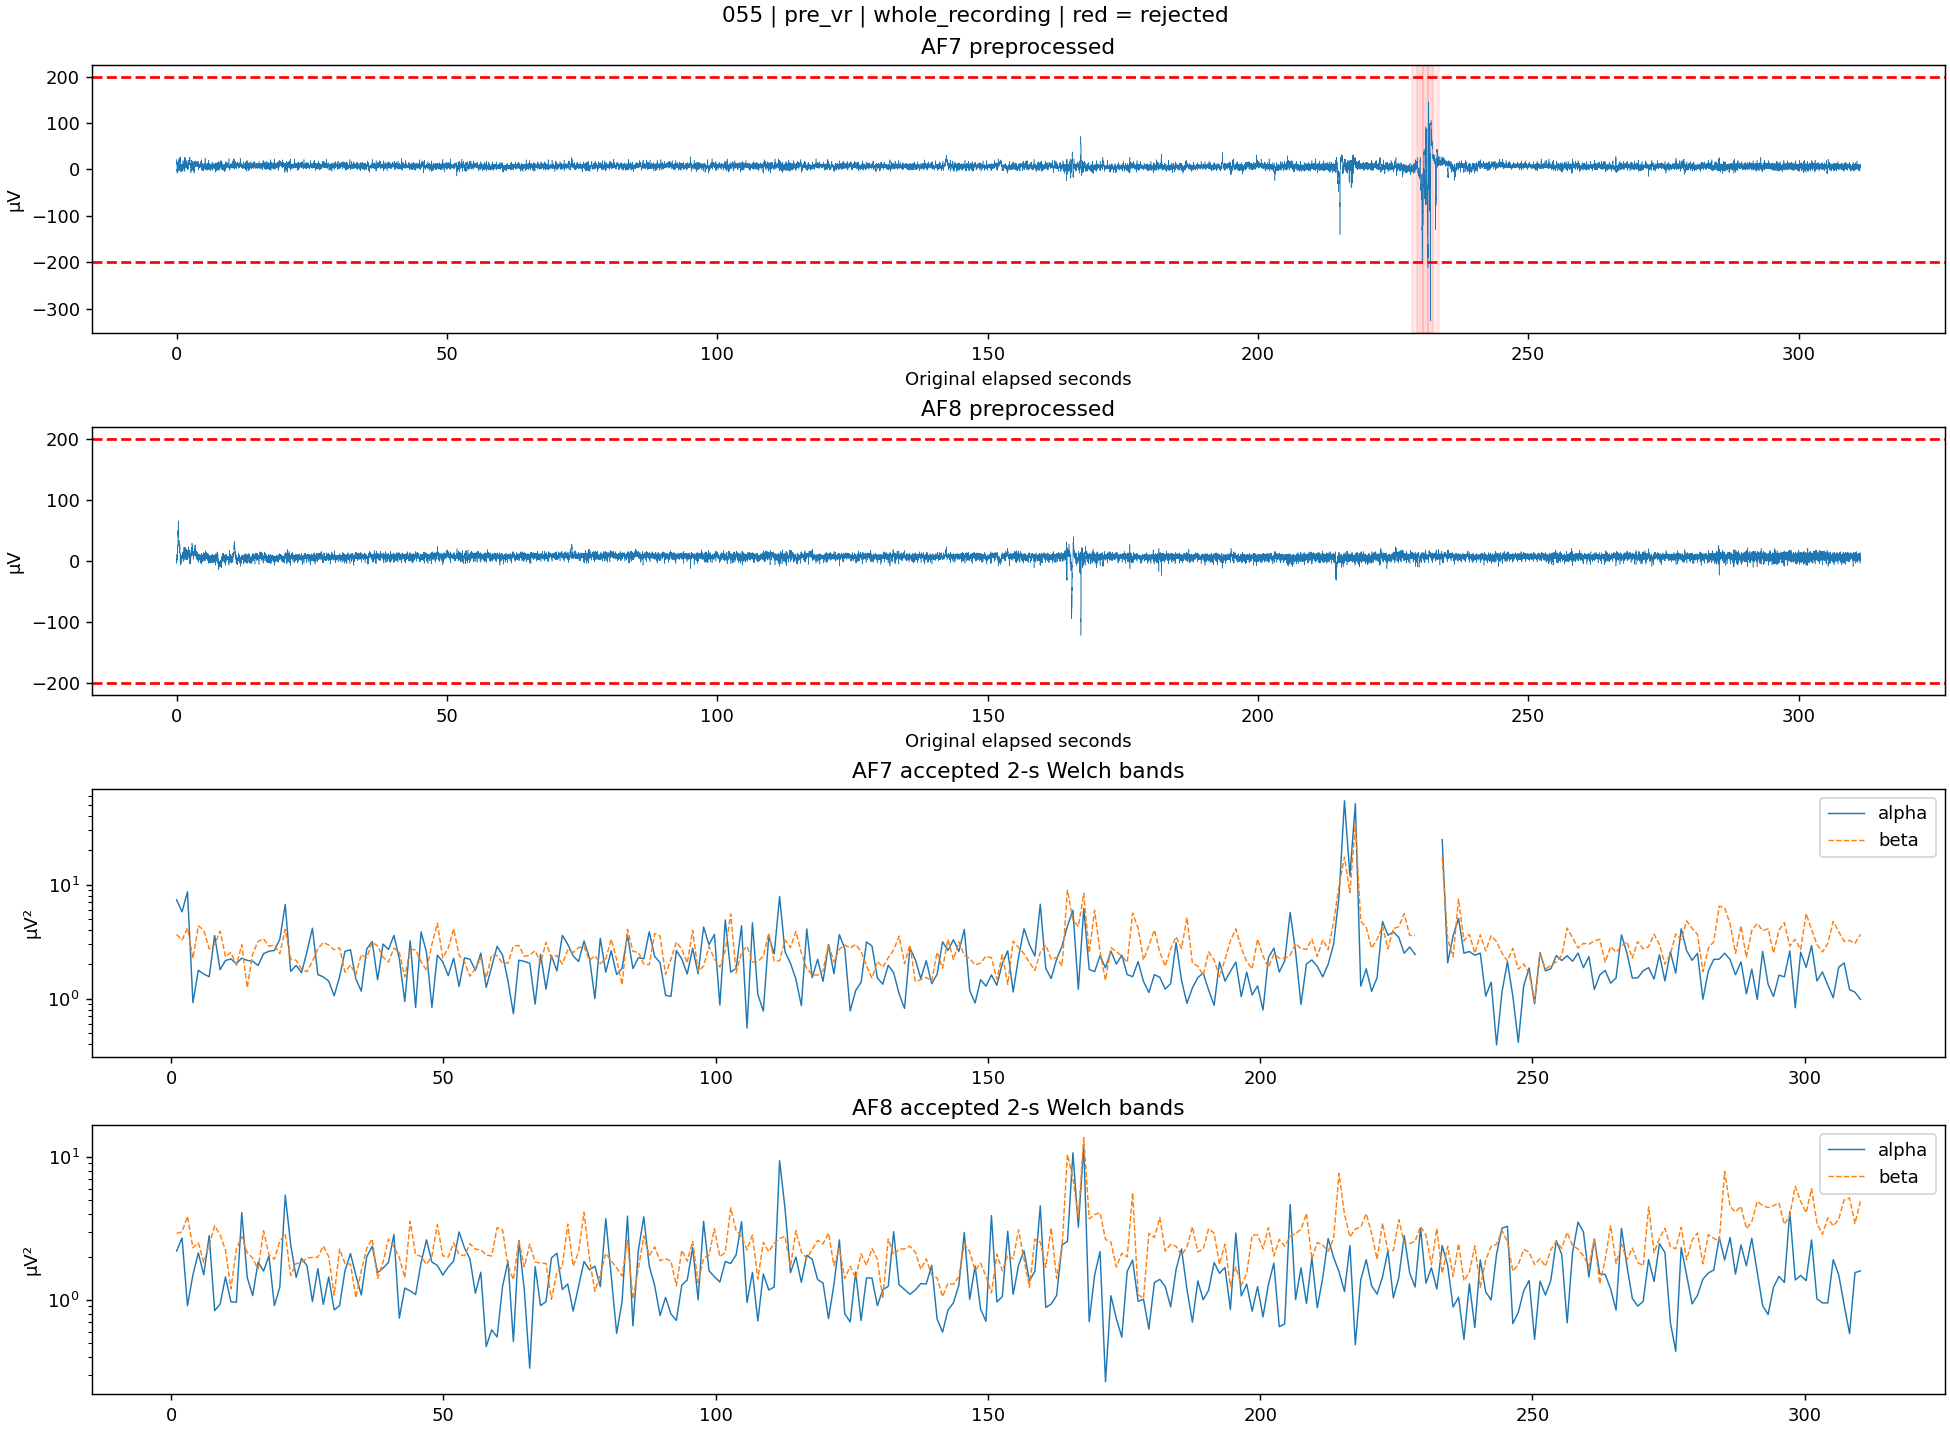 055 | pre_vr | whole_recording | red = rejected
AF7 preprocessed
200
100
0
−100
−200
−300
µV
0 50 100 150 200 250 300
Original elapsed seconds
AF8 preprocessed
200
100
0
−100
−200
µV
0 50 100 150 200 250 300
Original elapsed seconds
AF7 accepted 2-s Welch bands
alpha
beta
10¹
10⁰
µV²
0 50 100 150 200 250 300
AF8 accepted 2-s Welch bands
alpha
beta
10¹
10⁰
µV²
0 50 100 150 200 250 300